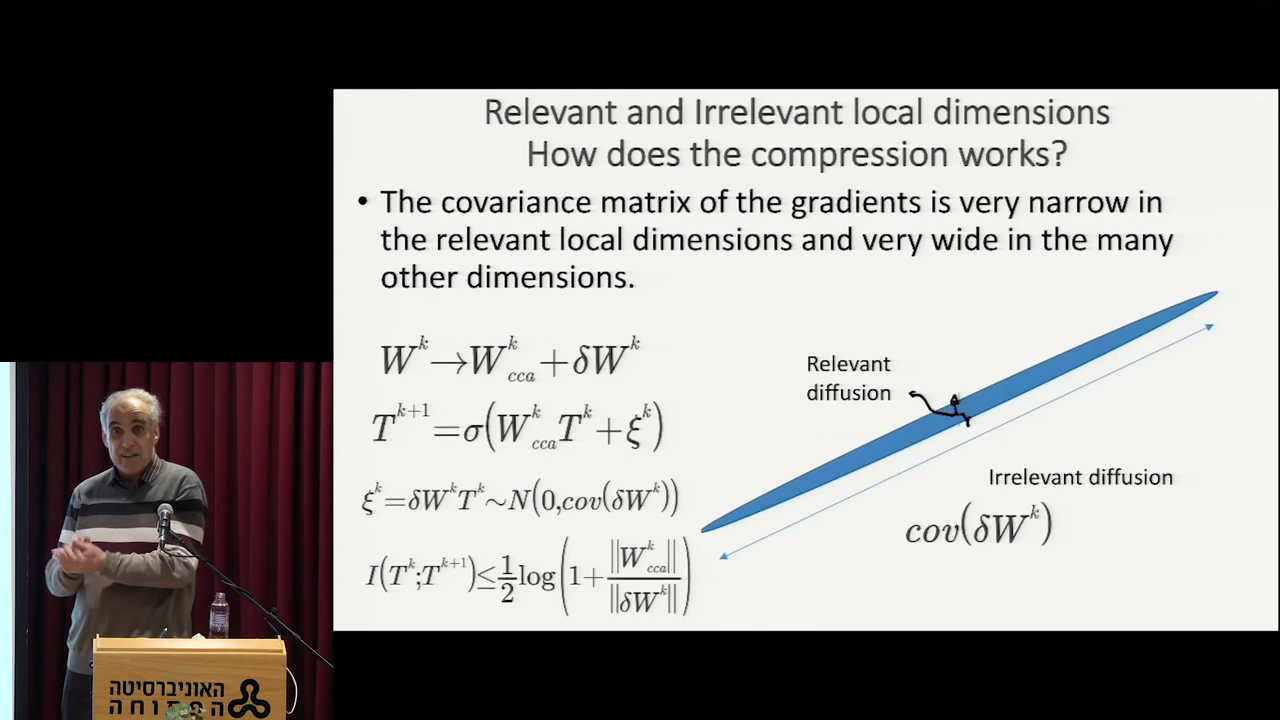 Relevant and Irrelevant local dimensions
How does the compression works?
• The covariance matrix of the gradients is very narrow in
the relevant local dimensions and very wide in the many
other dimensions.
W^k→W^k_cca+δW^k
T^{k+1}=σ(W^k_cca T^k+ξ^k)
ξ^k=δW^kT^k~N(0,cov(δW^k))
I(T^k;T^{k+1})≤1/2 log(1+||W^k_cca||/||δW^k||)
Relevant
diffusion
Irrelevant diffusion
cov(δW^k)
האוניברסיטה
הפתוחה